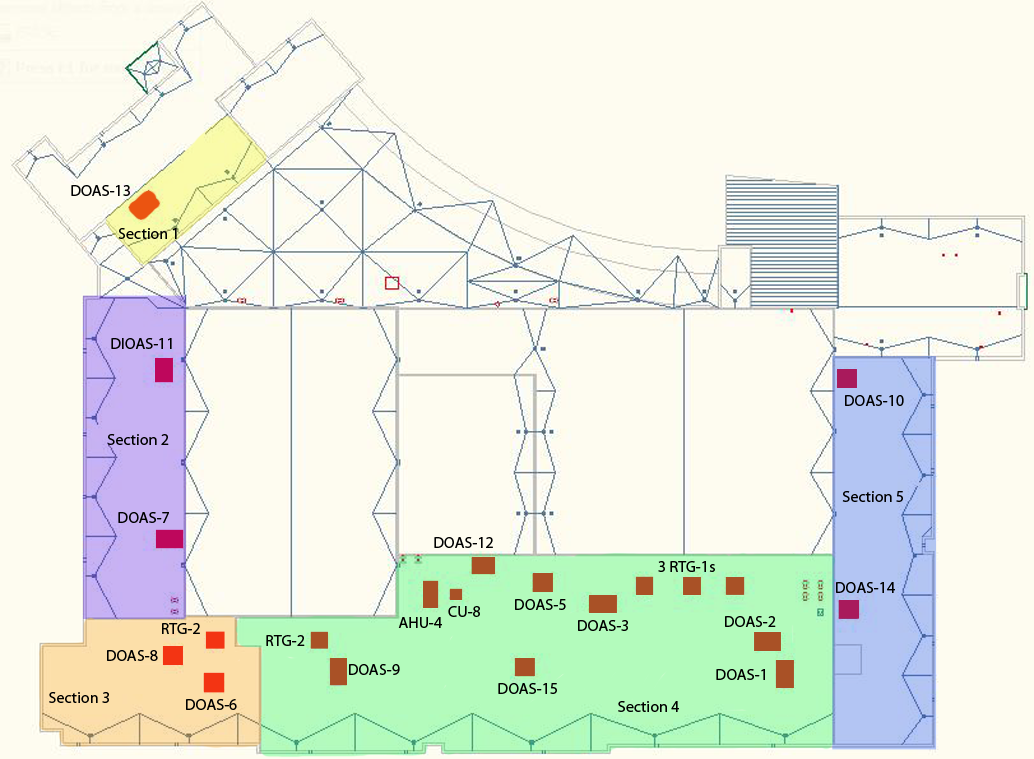 DOAS-13
Section 1
DIOAS-11
DOAS-10
Section 2
Section 5
DOAS-7
DOAS-12
3 RTG-1s
DOAS-14
DOAS-5
CU-8
AHU-4
DOAS-3
DOAS-2
RTG-2
RTG-2
DOAS-8
DOAS-9
DOAS-1
DOAS-15
Section 3
DOAS-6
Section 4